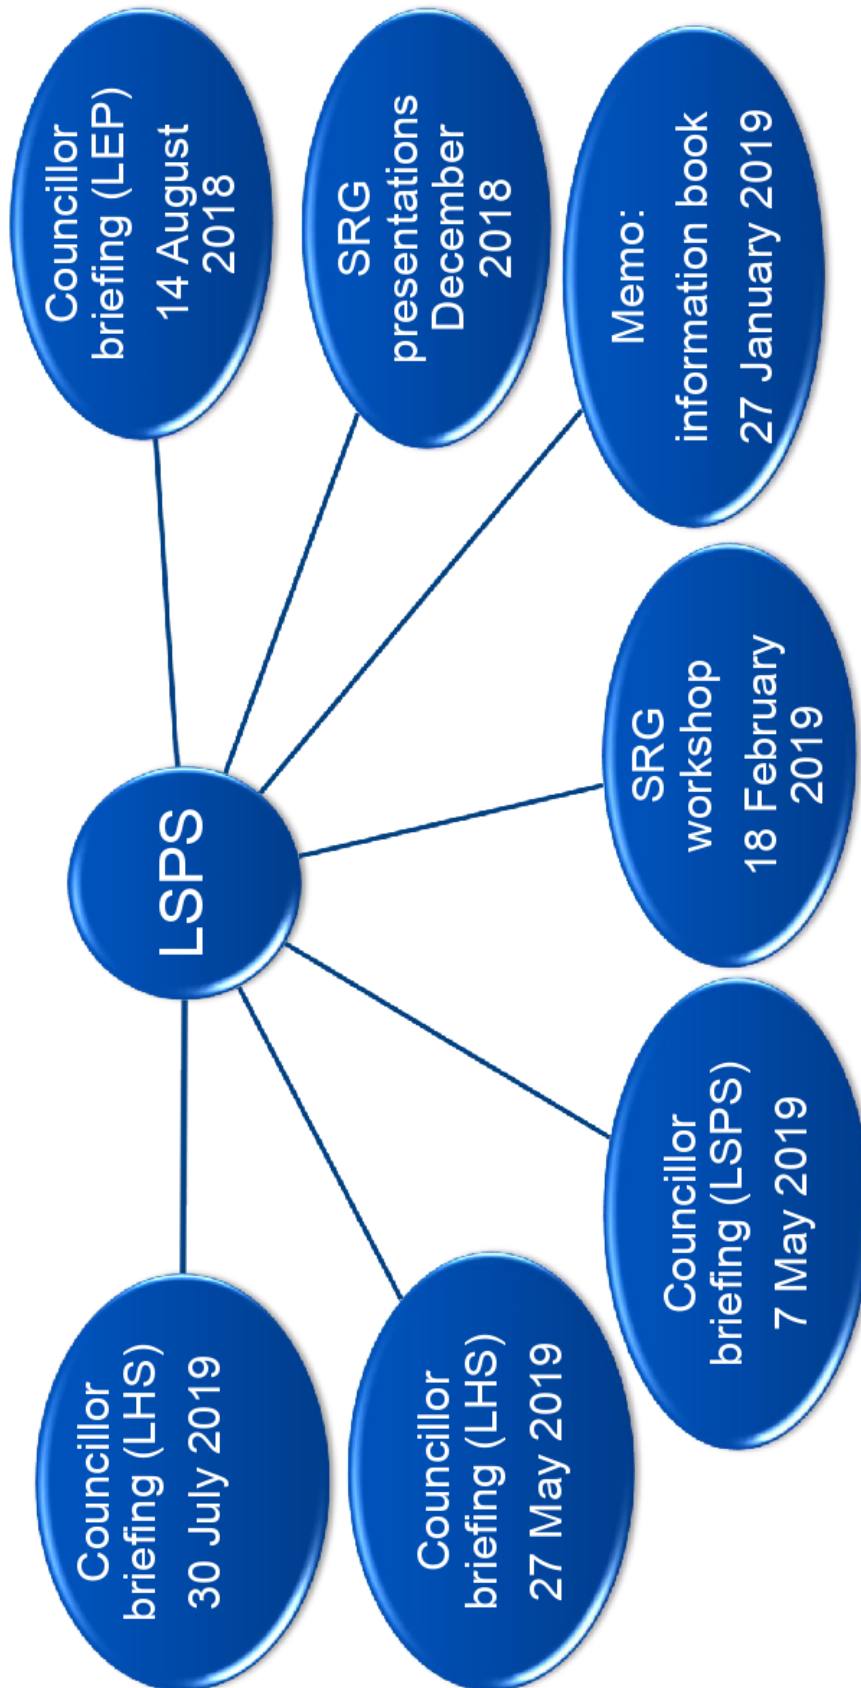 LSPS
Councillor
briefing (LEP)
14 August
2018
SRG
presentations
December
2018
Memo:
information book
27 January 2019
SRG
workshop
18 February
2019
Councillor
briefing (LSPS)
7 May 2019
Councillor
briefing (LHS)
27 May 2019
Councillor
briefing (LHS)
30 July 2019